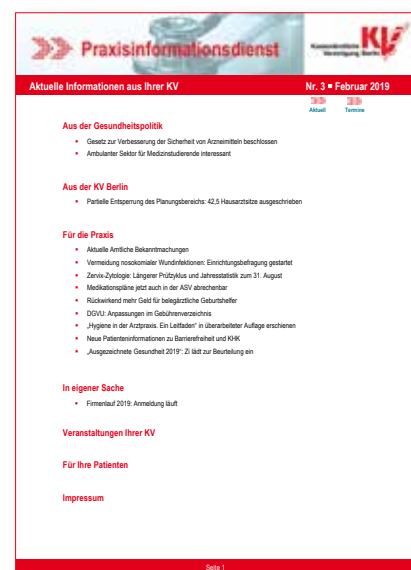 Praxisinformationsdienst
Kassenärztliche
Vereinigung Berlin
KV
Aktuelle Informationen aus Ihrer KV
Nr. 3 ▪ Februar 2019
Aktuell
Termine
Aus der Gesundheitspolitik
▪ Gesetz zur Verbesserung der Sicherheit von Arzneimitteln beschlossen
▪ Ambulanter Sektor für Medizinstudierende interessant
Aus der KV Berlin
▪ Partielle Entsperrung des Planungsbereichs: 42,5 Hausarztsitze ausgeschrieben
Für die Praxis
▪ Aktuelle Amtliche Bekanntmachungen
▪ Vermeidung nosokomialer Wundinfektionen: Einrichtungsbefragung gestartet
▪ Zervix-Zytologie: Längerer Prüfzyklus und Jahresstatistik zum 31. August
▪ Medikationspläne jetzt auch in der ASV abrechenbar
▪ Rückwirkend mehr Geld für belegärztliche Geburtshelfer
▪ DGVU: Anpassungen im Gebührenverzeichnis
▪ „Hygiene in der Arztpraxis. Ein Leitfaden“ in überarbeiteter Auflage erschienen
▪ Neue Patienteninformationen zu Barrierefreiheit und KHK
▪ „Ausgezeichnete Gesundheit 2019“: Zi lädt zur Beurteilung ein
In eigener Sache
▪ Firmenlauf 2019: Anmeldung läuft
Veranstaltungen Ihrer KV
Für Ihre Patienten
Impressum
Seite 1